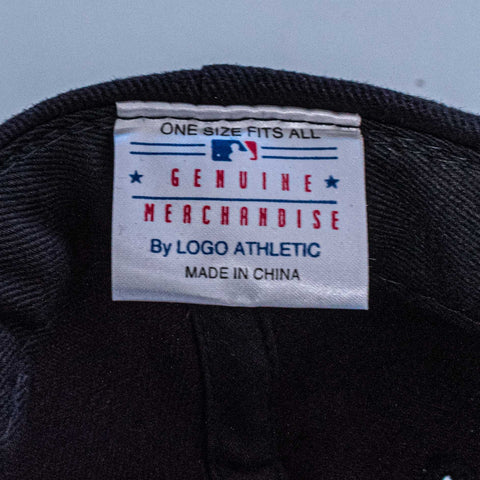 ONE SIZE FITS ALL
GENUINE
MERCHANDISE
By LOGO ATHLETIC
MADE IN CHINA